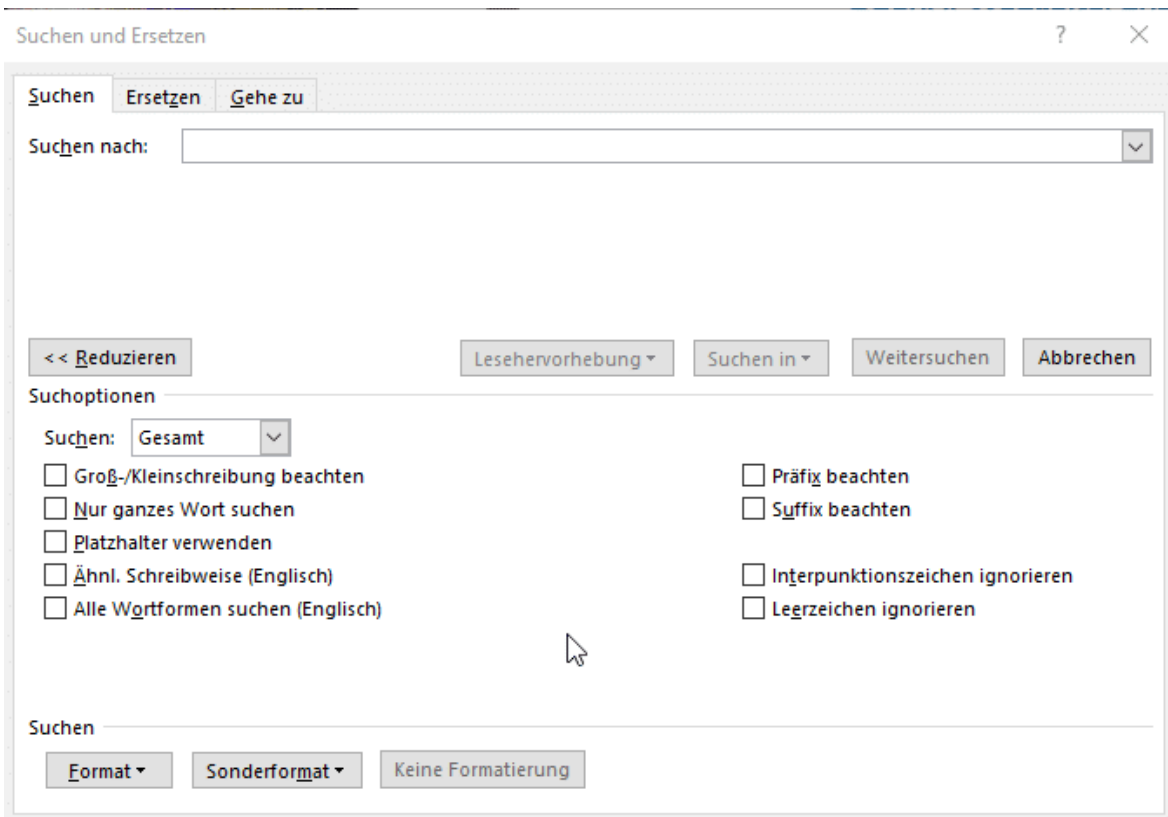 Suchen und Ersetzen ?
Suchen Ersetzen Gehe zu
Suchen nach:
<< Reduzieren Lesehervorhebung Suchen in Weitersuchen Abbrechen
Suchoptionen
Suchen: Gesamt
Groß-/Kleinschreibung beachten Präfix beachten
Nur ganzes Wort suchen Suffix beachten
Platzhalter verwenden
Ähnl. Schreibweise (Englisch) Interpunktionszeichen ignorieren
Alle Wortformen suchen (Englisch) Leerzeichen ignorieren
Suchen
Format Sonderformat Keine Formatierung